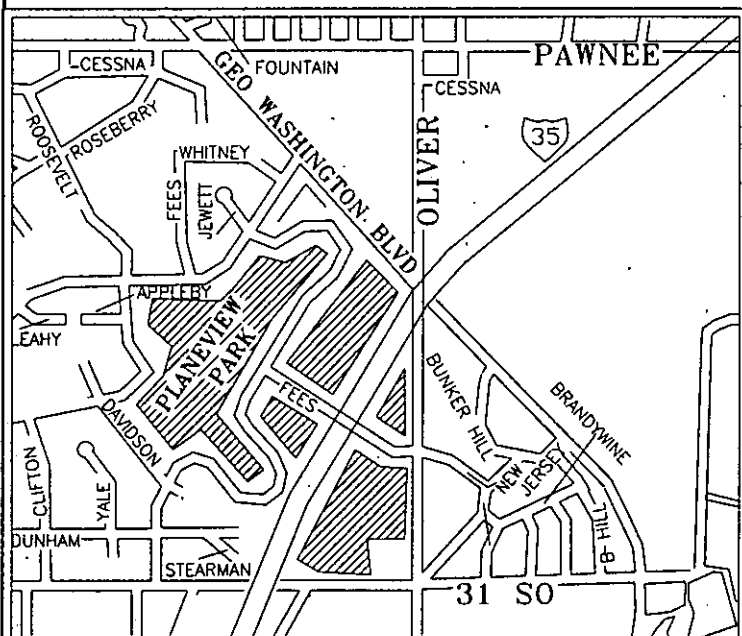 PAWNEE
CESSNA
FOUNTAIN
GEO WASHINGTON BLVD
CESSNA
ROOSEVELT
ROSEBERRY
OLIVER
35
WHITNEY
FEES
JEWETT
APPLEBY
LEAHY
PLANEVIEW
PARK
FEES
BUNKER HILL
BRANDYWINE
DAVIDSON
NEW
JERSEY
CLIFTON
YALE
B HILL
DUNHAM
STEARMAN
31 SO